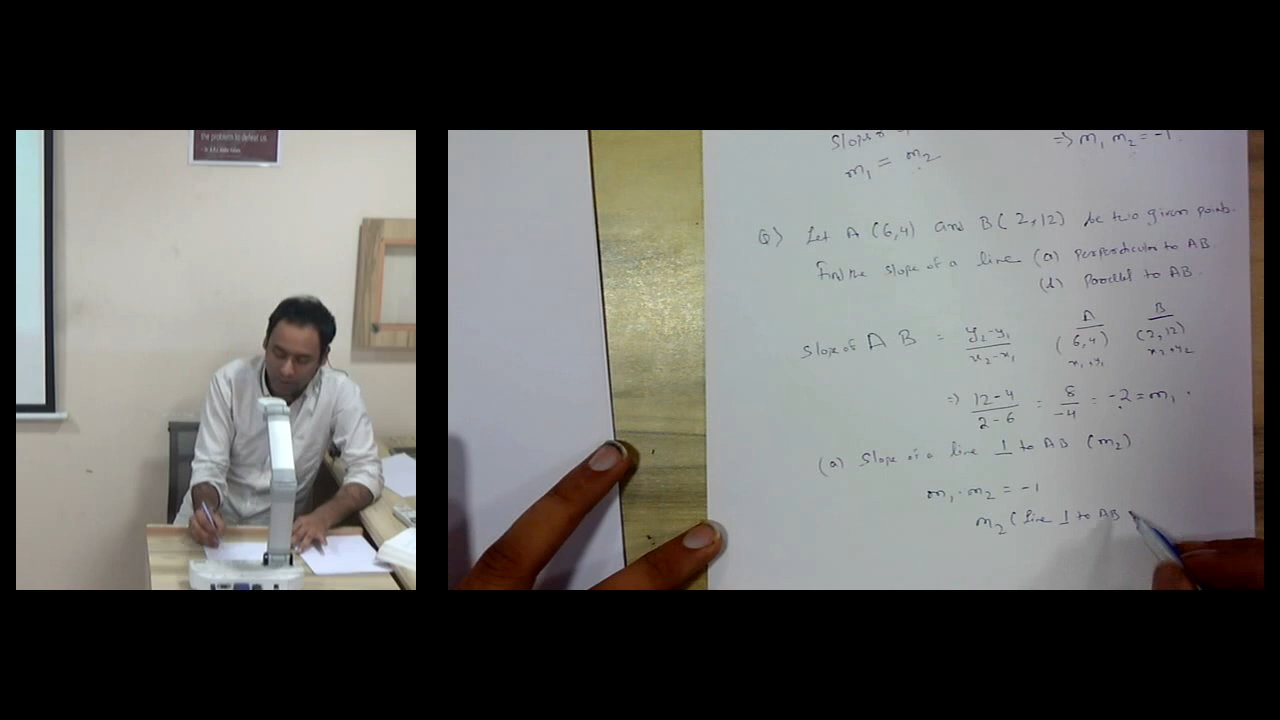 the problem to defeat us.
m₁ = m₂
⇒ m₁ m₂ = -1.
Q) Let A (6,4) and B (2,12) be two given points.
Find the slope of a line (a) perpendicular to AB.
(b) Parallel to AB.
Slope of A B = y₂-y₁/x₂-x₁
A B
(6,4) (2,12)
x₁,y₁ x₂,y₂
⇒ 12-4/2-6 = 8/-4 = -2 = m₁.
(a) Slope of a line ⊥ to AB (m₂)
m₁.m₂ = -1
m₂ (line ⊥ to AB